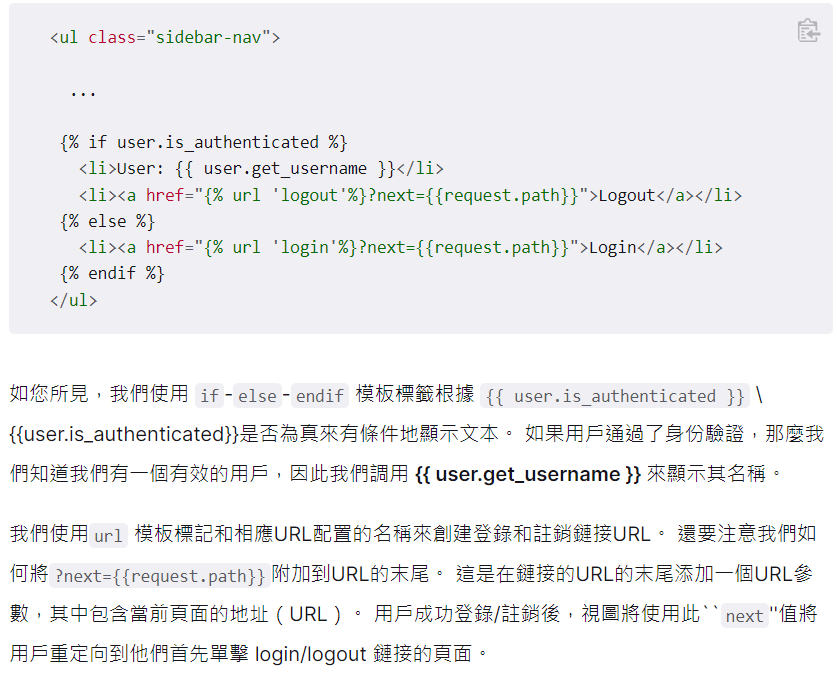 <ul class="sidebar-nav">
...
{% if user.is_authenticated %}
<li>User: {{ user.get_username }}</li>
<li><a href="{% url 'logout'%}?next={{request.path}}">Logout</a></li>
{% else %}
<li><a href="{% url 'login'%}?next={{request.path}}">Login</a></li>
{% endif %}
</ul>
如您所見，我們使用 if-else-endif 模板標籤根據 {{ user.is_authenticated }} \
{{user.is_authenticated}}是否為真來有條件地顯示文本。 如果用戶通過了身份驗證，那麼我
們知道我們有一個有效的用戶，因此我們調用 {{ user.get_username }} 來顯示其名稱。
我們使用url 模板標記和相應URL配置的名稱來創建登錄和註銷鏈接URL。 還要注意我們如
何將?next={{request.path}}附加到URL的末尾。 這是在鏈接的URL的末尾添加一個URL參
數，其中包含當前頁面的地址（URL）。 用戶成功登錄/註銷後，視圖將使用此``next"值將
用戶重定向到他們首先單擊 login/logout 鏈接的頁面。